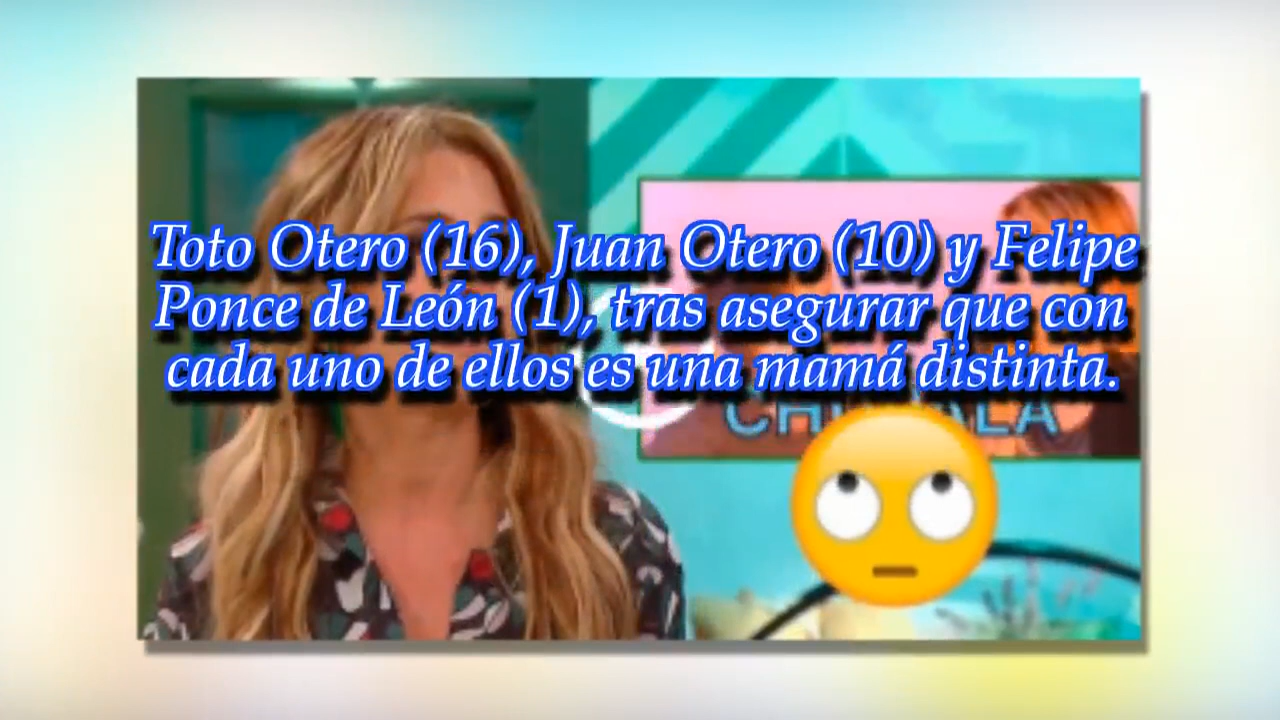 Toto Otero (16), Juan Otero (10) y Felipe
Ponce de León (1), tras asegurar que con
cada uno de ellos es una mamá distinta.